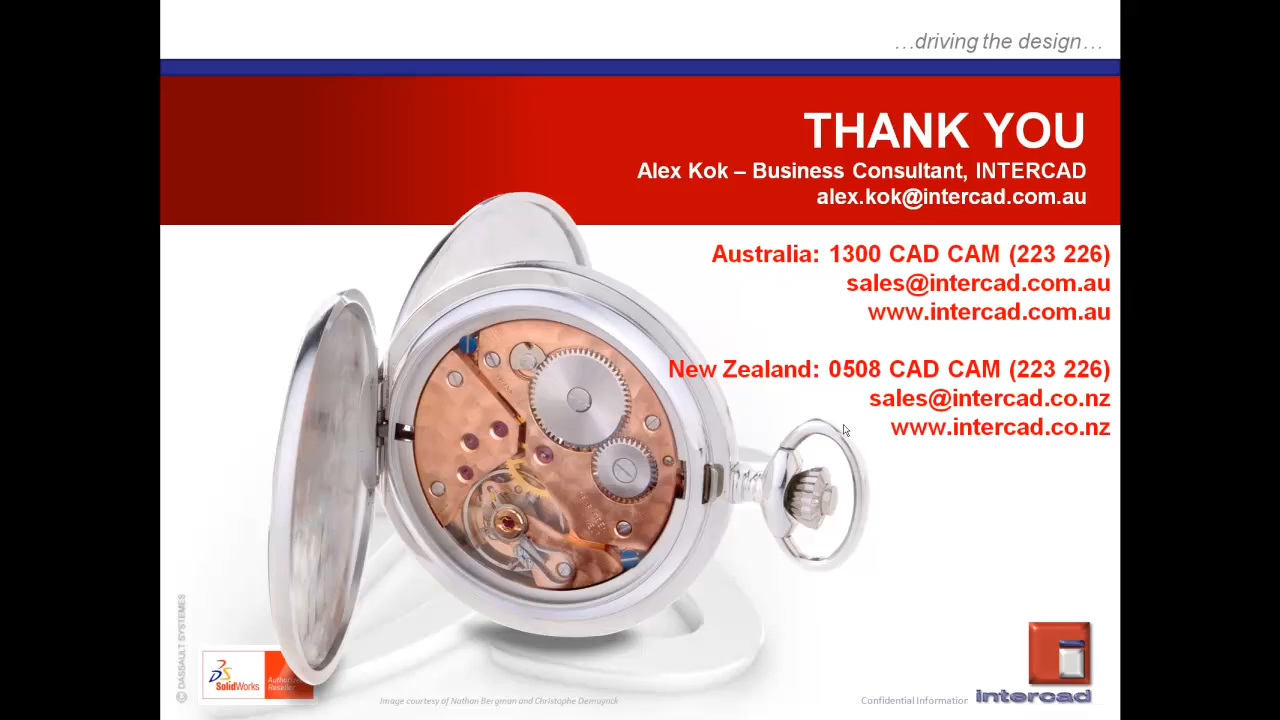 …driving the design…
THANK YOU
Alex Kok – Business Consultant, INTERCAD
alex.kok@intercad.com.au
Australia: 1300 CAD CAM (223 226)
sales@intercad.com.au
www.intercad.com.au
New Zealand: 0508 CAD CAM (223 226)
sales@intercad.co.nz
www.intercad.co.nz
© DASSAULT SYSTEMES
SolidWorks
Authorized
Reseller
Image courtesy of Nathan Bergman and Christophe Demuynck
Confidential Information
intercad